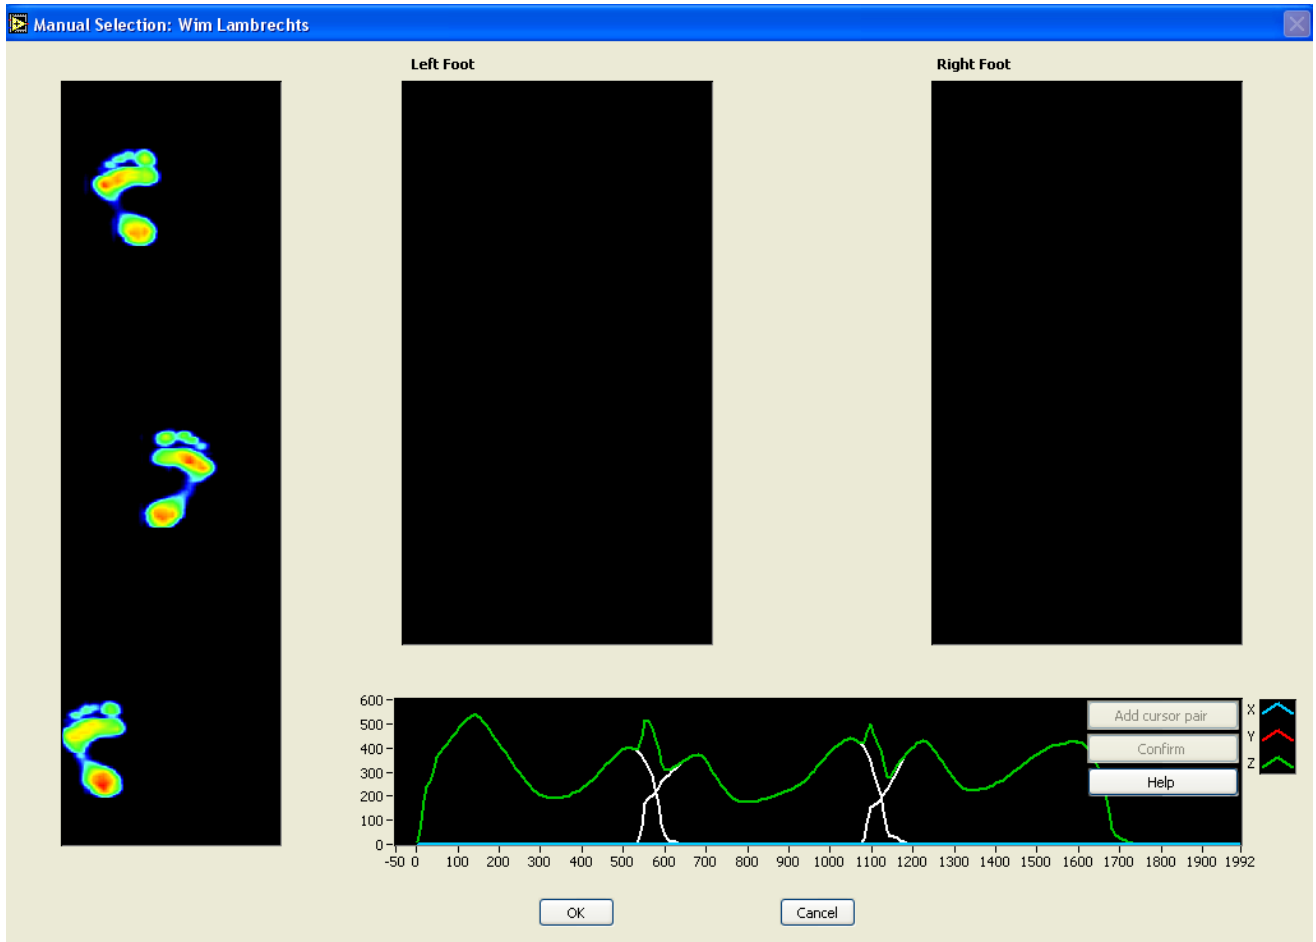 Manual Selection: Wim Lambrechts
Left Foot
Right Foot
600
500
400
300
200
100
0
-50 0 100 200 300 400 500 600 700 800 900 1000 1100 1200 1300 1400 1500 1600 1700 1800 1900 1992
Add cursor pair
Confirm
Help
X
Y
Z
OK
Cancel